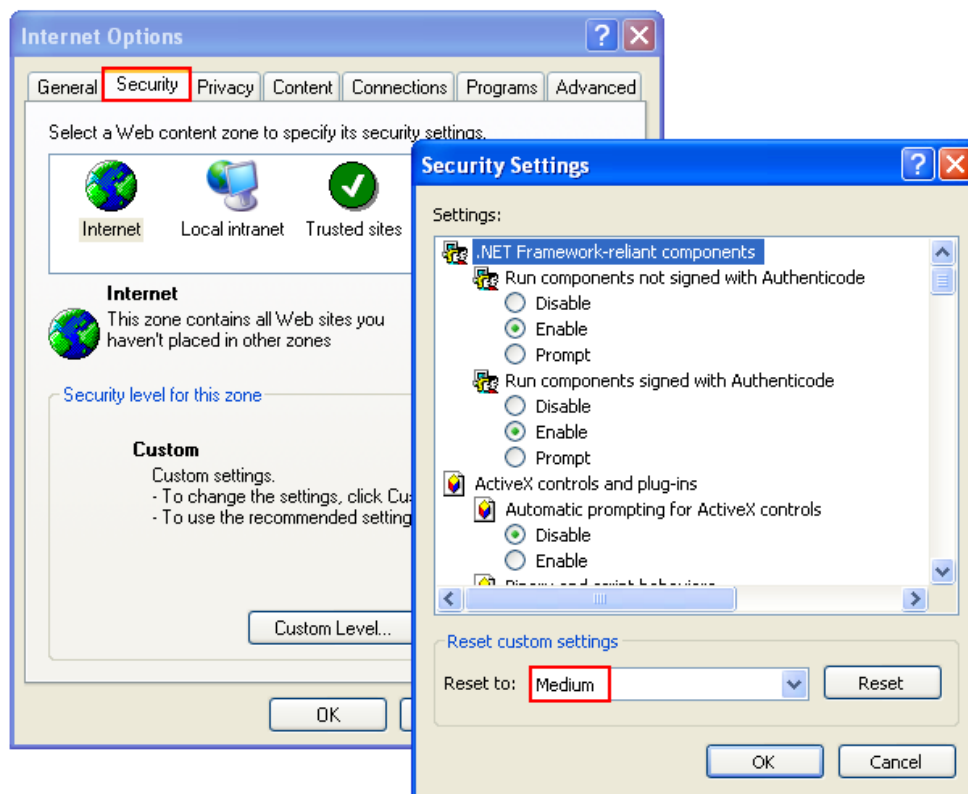 Internet Options
General
Security
Privacy
Content
Connections
Programs
Advanced
Select a Web content zone to specify its security settings.
Internet
Local intranet
Trusted sites
Internet
This zone contains all Web sites you
haven't placed in other zones
Security level for this zone
Custom
Custom settings.
- To change the settings, click
- To use the recommended
Custom Level...
OK
Security Settings
Settings:
.NET Framework-reliant components
Run components not signed with Authenticode
Disable
Enable
Prompt
Run components signed with Authenticode
Disable
Enable
Prompt
ActiveX controls and plug-ins
Automatic prompting for ActiveX controls
Disable
Enable
Reset custom settings
Reset to: Medium
Reset
OK
Cancel